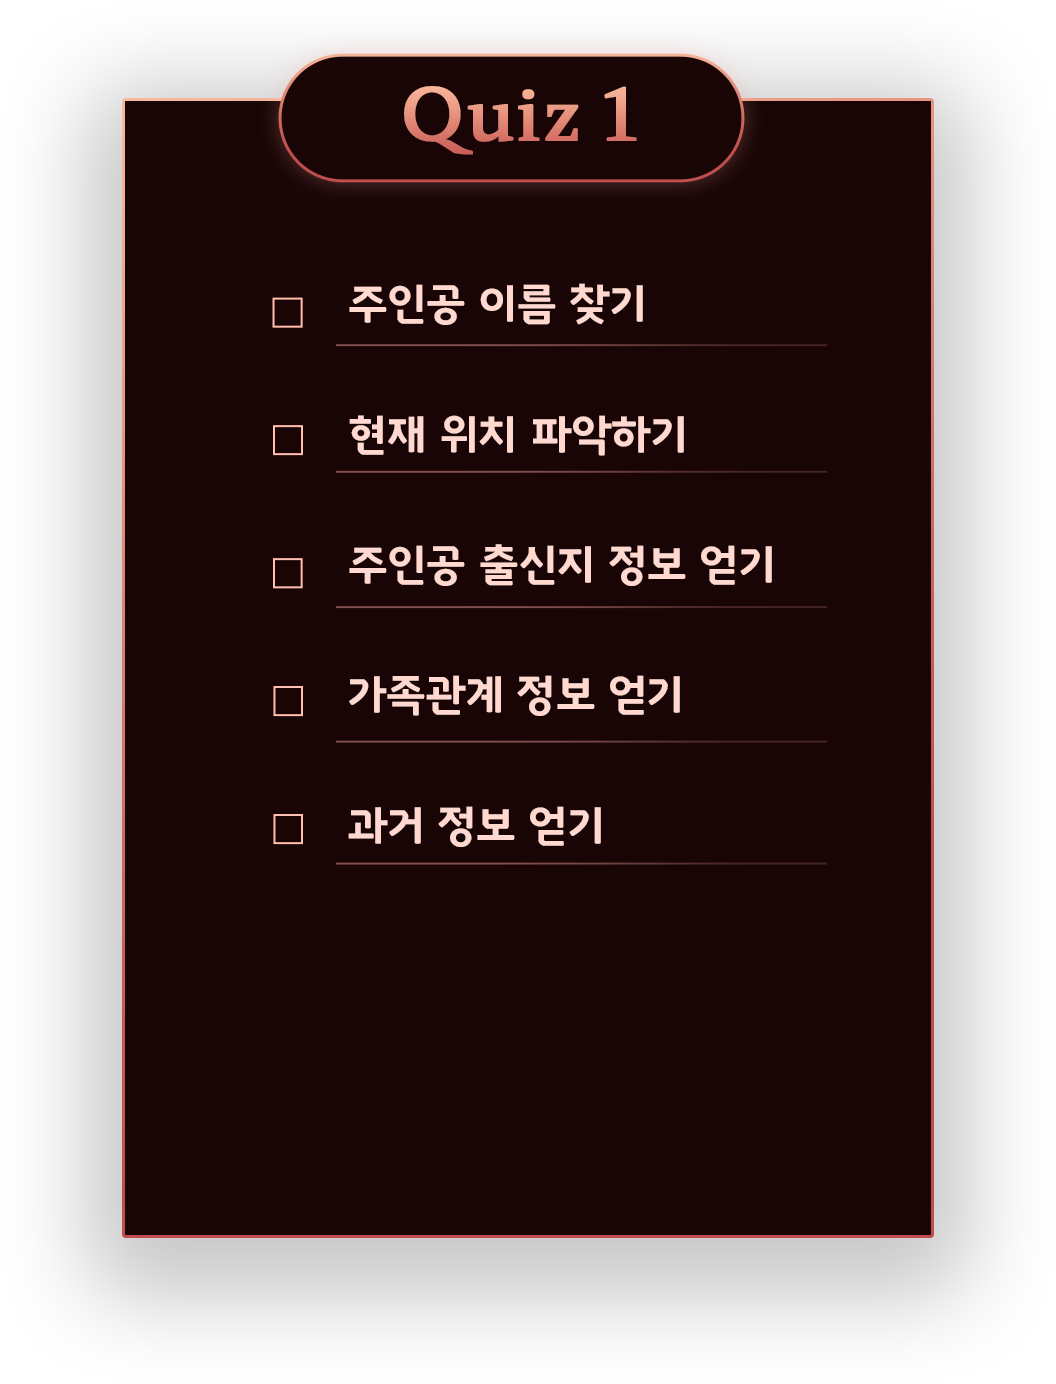 Quiz 1
주인공 이름 찾기
현재 위치 파악하기
주인공 출신지 정보 얻기
가족관계 정보 얻기
과거 정보 얻기